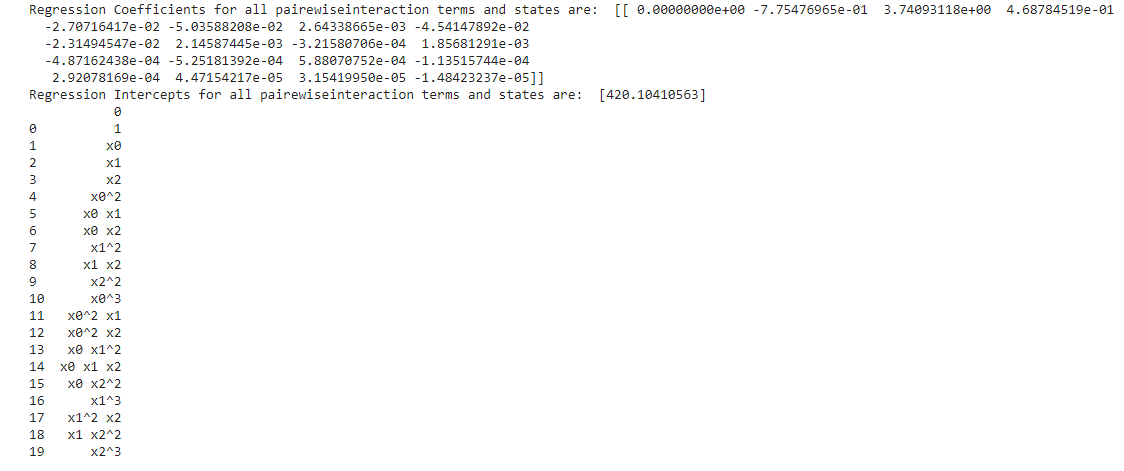 Regression Coefficients for all pairewiseinteraction terms and states are:  [[ 0.00000000e+00 -7.75476965e-01  3.74093118e+00  4.68784519e-01
-2.70716417e-02 -5.03588208e-02  2.64338665e-03 -4.54147892e-02
-2.31494547e-02  2.14587445e-03 -3.21580706e-04  1.85681291e-03
-4.87162438e-04 -5.25181392e-04  5.88070752e-04 -1.13515744e-04
2.92078169e-04  4.47154217e-05  3.15419950e-05 -1.48423237e-05]]
Regression Intercepts for all pairewiseinteraction terms and states are:  [420.10410563]
0
0 1
1 x0
2 x1
3 x2
4 x0^2
5 x0 x1
6 x0 x2
7 x1^2
8 x1 x2
9 x2^2
10 x0^3
11 x0^2 x1
12 x0^2 x2
13 x0 x1^2
14 x0 x1 x2
15 x0 x2^2
16 x1^3
17 x1^2 x2
18 x1 x2^2
19 x2^3